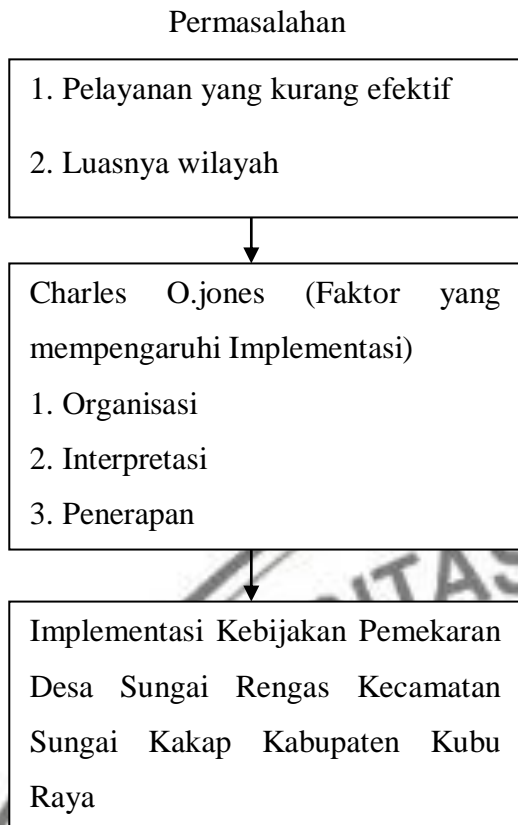 Permasalahan
1. Pelayanan yang kurang efektif
2. Luasnya wilayah
Charles O.jones (Faktor yang
mempengaruhi Implementasi)
1. Organisasi
2. Interpretasi
3. Penerapan
Implementasi Kebijakan Pemekaran
Desa Sungai Rengas Kecamatan
Sungai Kakap Kabupaten Kubu
Raya